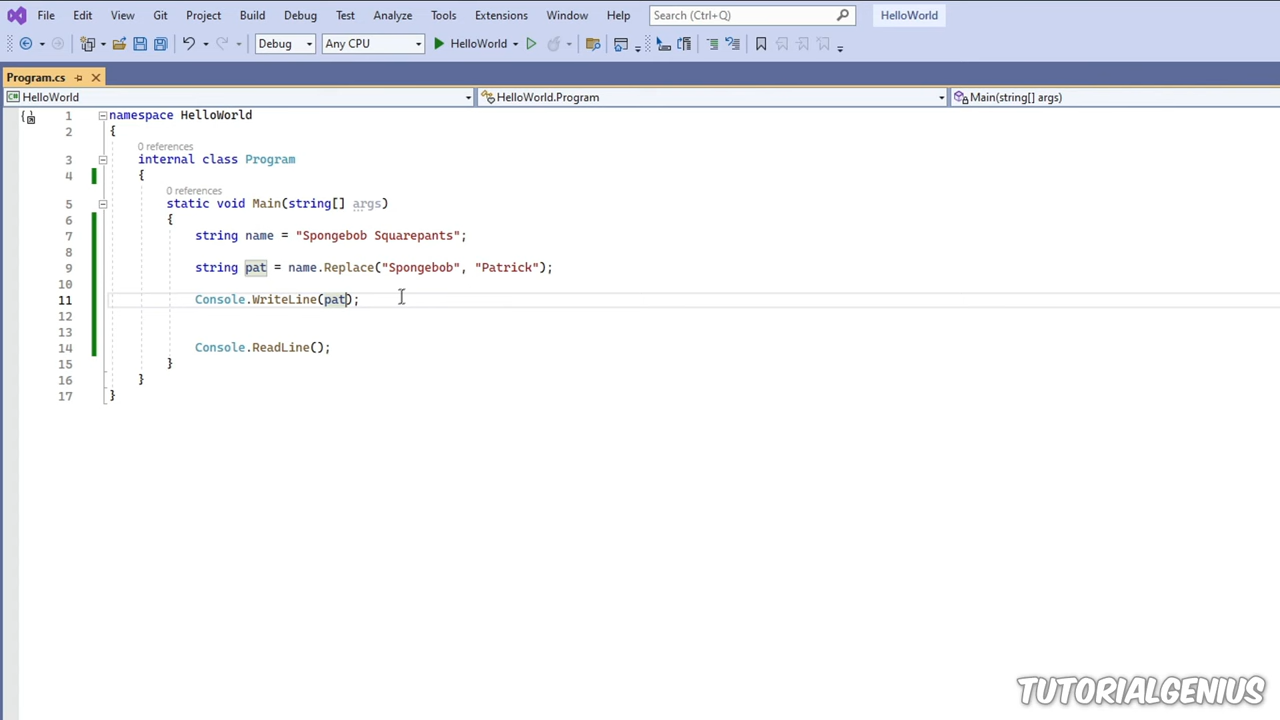 File Edit View Git Project Build Debug Test Analyze Tools Extensions Window Help Search (Ctrl+Q) HelloWorld
Debug Any CPU HelloWorld
Program.cs
HelloWorld HelloWorld.Program Main(string[] args)
1 namespace HelloWorld
2 {
0 references
3 internal class Program
4 {
0 references
5 static void Main(string[] args)
6 {
7 string name = "Spongebob Squarepants";
8
9 string pat = name.Replace("Spongebob", "Patrick");
10
11 Console.WriteLine(pat);
12
13
14 Console.ReadLine();
15 }
16 }
17 }
TUTORIALGENIUS